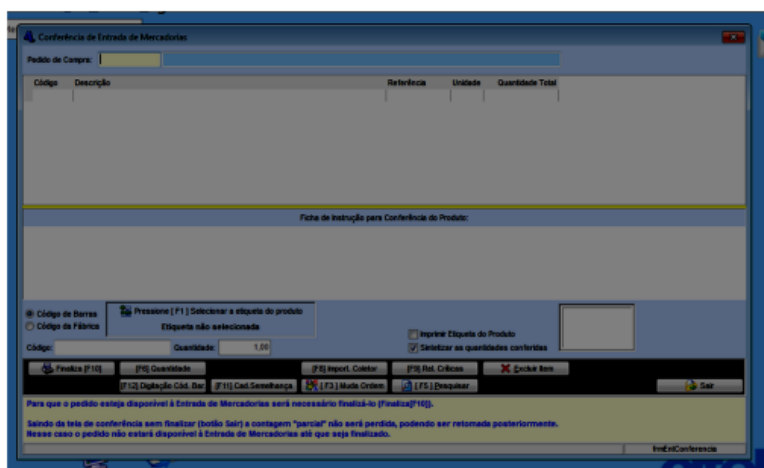 Conferência de Entrada de Mercadorias
Pedido de Compra:
Código Descrição Referência Unidade Quantidade Total
Ficha de Instrução para Conferência do Produto:
Código de Barras
Código de Fábrica
Pressione [ F1 ] Selecionar a etiqueta do produto
Etiqueta não selecionada
Imprimir Etiqueta do Produto
Sintetizar as quantidades conferidas
Código: Quantidade: 1,00
Finaliza [F10] [F6] Quantidade [F8] Import. Coletor [F9] Rel. Críticas Excluir Item
[F12] Digitação Cód. Bar. [F11] Cad.Semelhança [ F3 ] Muda Ordem [ F5 ] Pesquisar Sair
Para que o pedido esteja disponível à Entrada de Mercadorias será necessário finalizá-lo (Finaliza[F10]).
Saindo da tela de conferência sem finalizar (botão Sair) a contagem "parcial" não será perdida, podendo ser retomada posteriormente.
Nesse caso o pedido não estará disponível à Entrada de Mercadorias até que seja finalizado.
frmEntConferencia